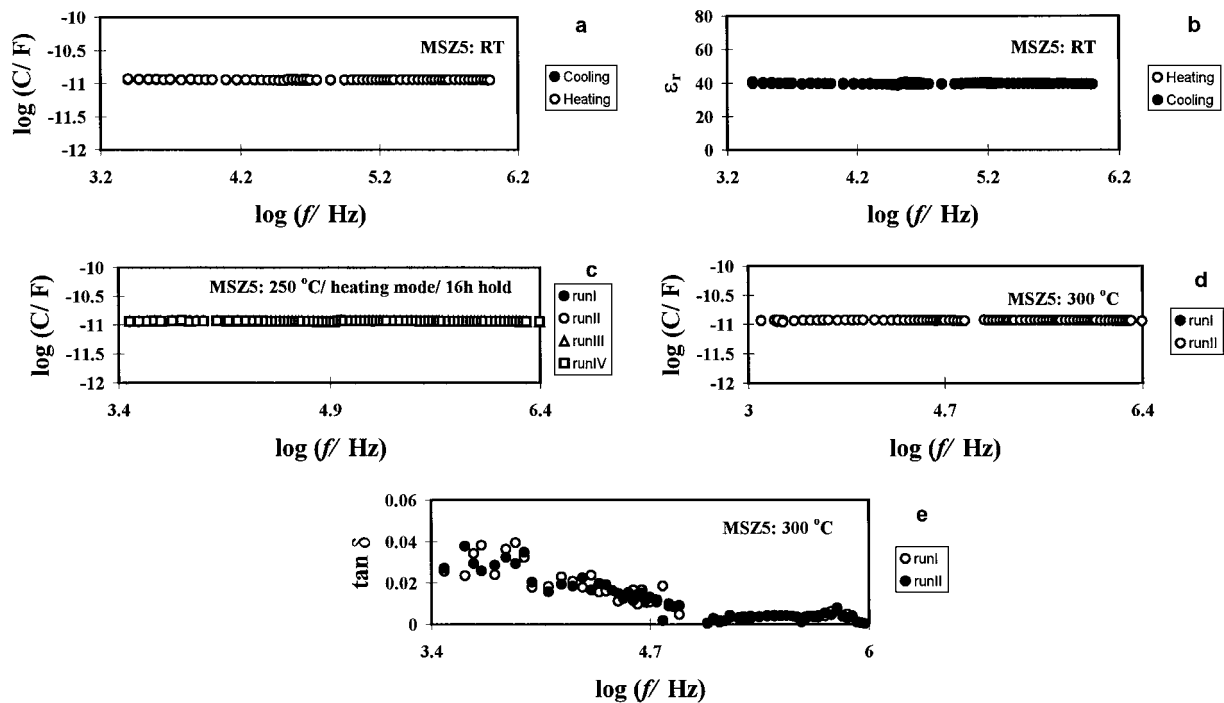 a
MSZ5: RT
log (C/ F)
-10
-10.5
-11
-11.5
-12
3.2 4.2 5.2 6.2
log (f/ Hz)
Cooling
Heating
b
MSZ5: RT
εr
80
60
40
20
0
3.2 4.2 5.2 6.2
log (f/ Hz)
Heating
Cooling
c
MSZ5: 250 °C/ heating mode/ 16h hold
log (C/ F)
-10
-10.5
-11
-11.5
-12
3.4 4.9 6.4
log (f/ Hz)
runI
runII
runIII
runIV
d
MSZ5: 300 °C
log (C/ F)
-10
-10.5
-11
-11.5
-12
3 4.7 6.4
log (f/ Hz)
runI
runII
e
MSZ5: 300 °C
tan δ
0.06
0.04
0.02
0
3.4 4.7 6
log (f/ Hz)
runI
runII